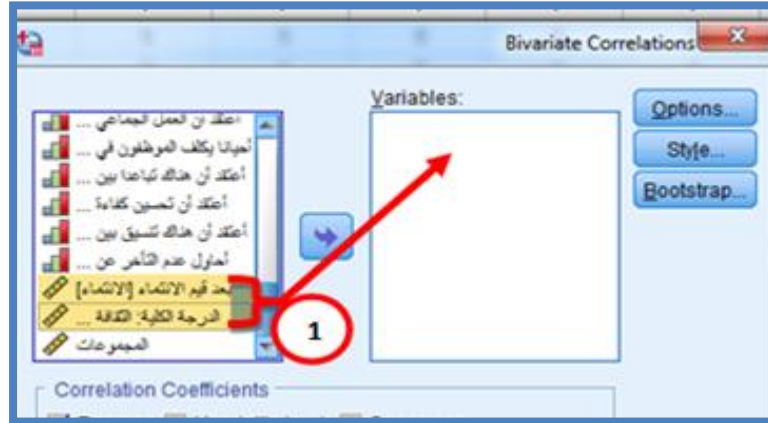 Bivariate Correlations
Variables:
أعتقد أن العمل الجماعي ...
أحيانا يكلف الموظفون في ...
أعتقد أن هناك تباعدا بين ...
أعتقد أن تحسين كفاءة ...
أعتقد أن هناك تنسيق بين ...
أحاول عدم التأخر عن ...
بعد قيم الانتماء [الانتماء]
الدرجة الكلية: الثقافة ...
المجموعات
1
Options...
Style...
Bootstrap...
Correlation Coefficients